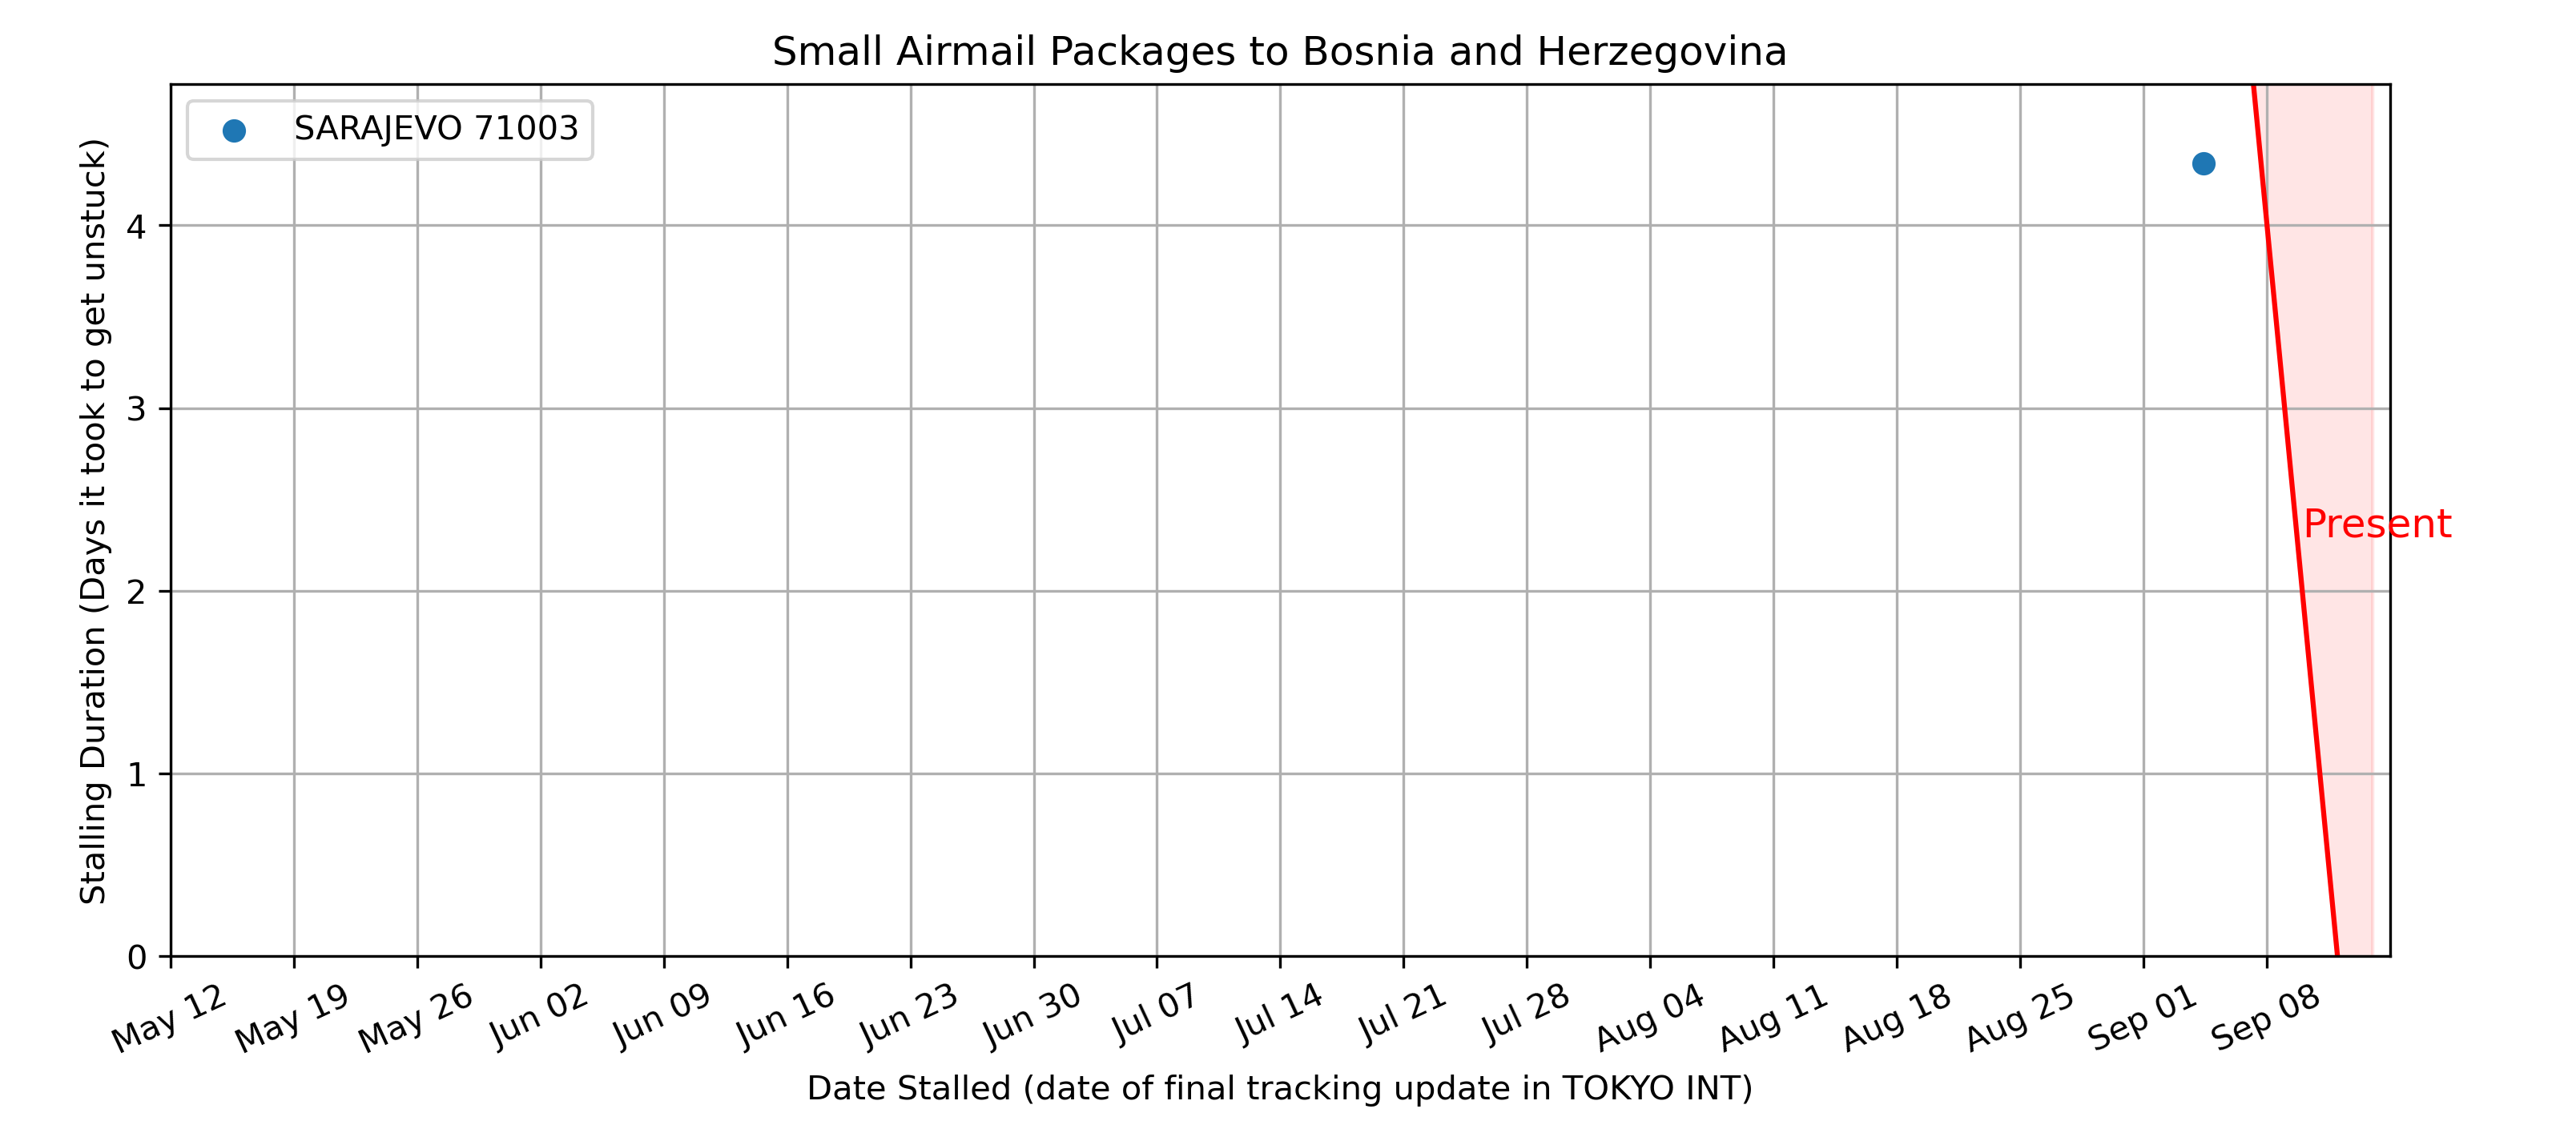 Small Airmail Packages to Bosnia and Herzegovina
SARAJEVO 71003
Stalling Duration (Days it took to get unstuck)
4
3
2
1
0
Present
May 12
May 19
May 26
Jun 02
Jun 09
Jun 16
Jun 23
Jun 30
Jul 07
Jul 14
Jul 21
Jul 28
Aug 04
Aug 11
Aug 18
Aug 25
Sep 01
Sep 08
Date Stalled (date of final tracking update in TOKYO INT)